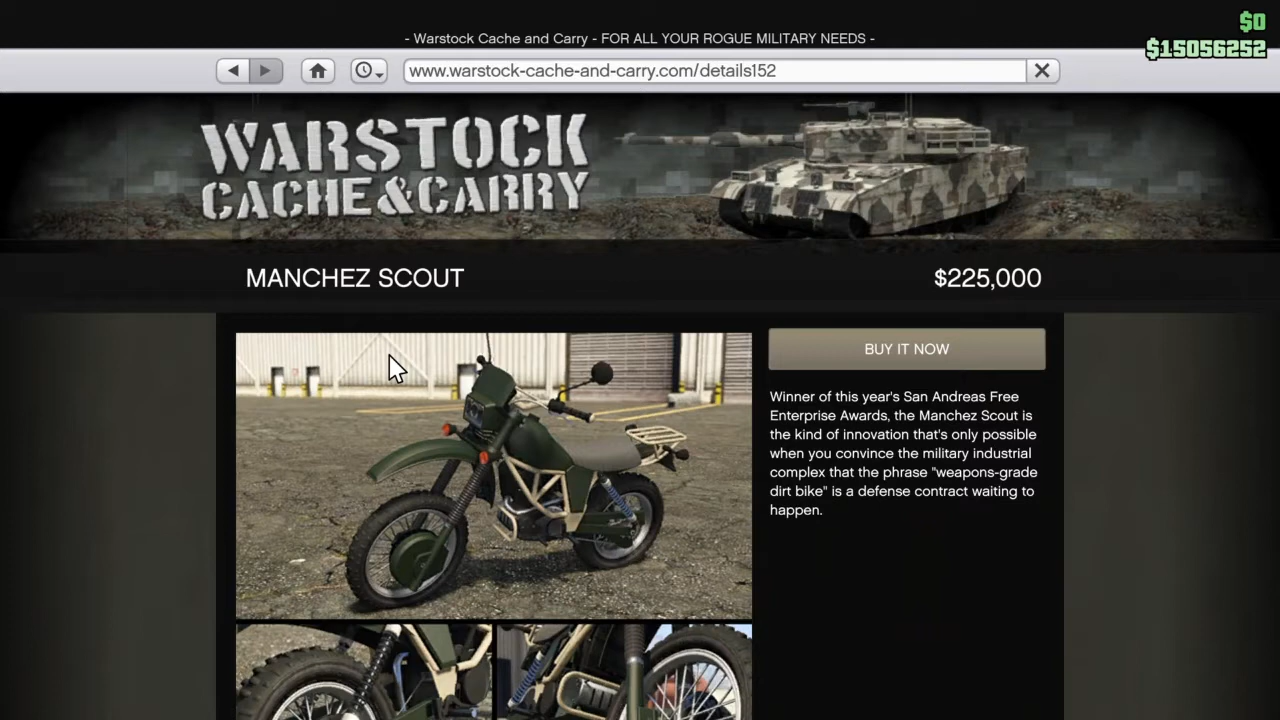 $0
- Warstock Cache and Carry - FOR ALL YOUR ROGUE MILITARY NEEDS -
$15056252
www.warstock-cache-and-carry.com/details152
WARSTOCK
CACHE&CARRY
MANCHEZ SCOUT
$225,000
BUY IT NOW
Winner of this year's San Andreas Free
Enterprise Awards, the Manchez Scout is
the kind of innovation that's only possible
when you convince the military industrial
complex that the phrase "weapons-grade
dirt bike" is a defense contract waiting to
happen.